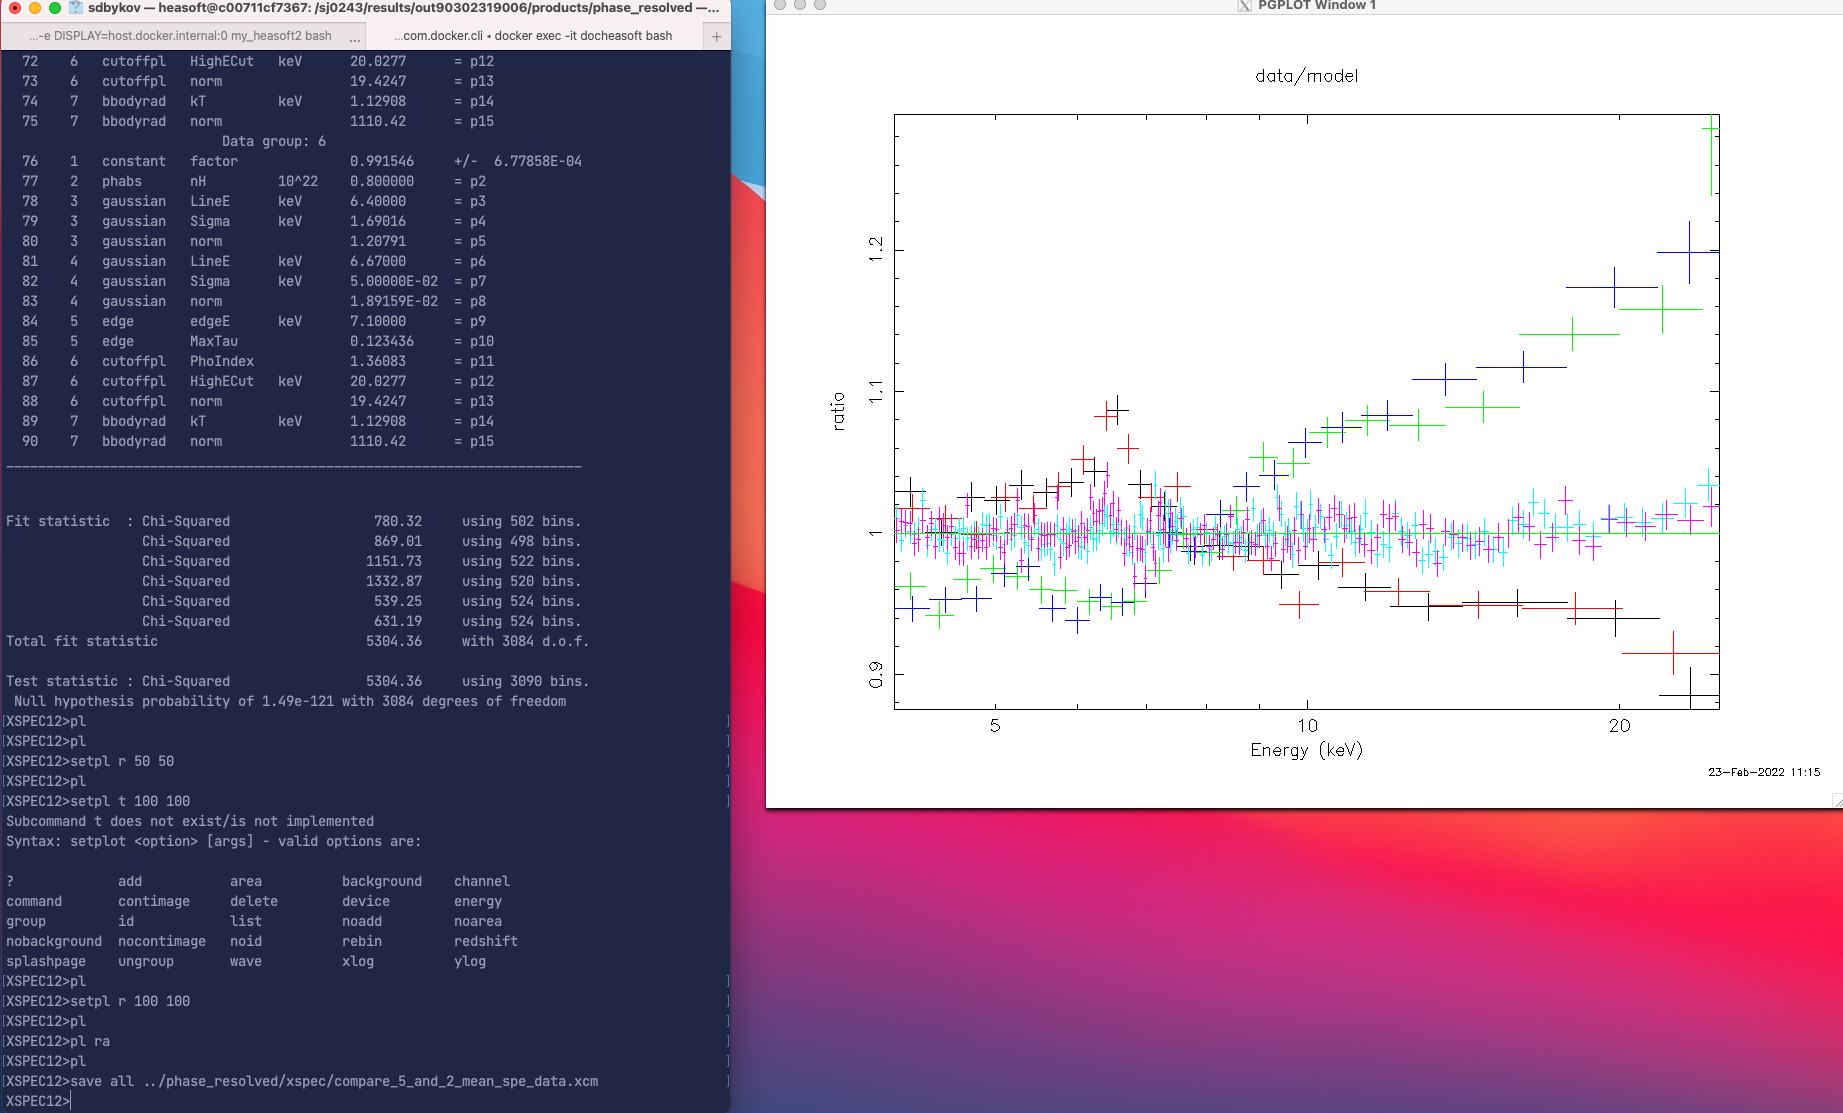 sdbykov — heasoft@c00711cf7367: /sj0243/results/out90302319006/products/phase_resolved —...
...-e DISPLAY=host.docker.internal:0 my_heasoft2 bash ...
...com.docker.cli • docker exec -it docheasoft bash +
72 6 cutoffpl HighECut keV 20.0277 = p12
73 6 cutoffpl norm 19.4247 = p13
74 7 bbodyrad kT keV 1.12908 = p14
75 7 bbodyrad norm 1110.42 = p15
Data group: 6
76 1 constant factor 0.991546 +/- 6.77858E-04
77 2 phabs nH 10^22 0.800000 = p2
78 3 gaussian LineE keV 6.40000 = p3
79 3 gaussian Sigma keV 1.69016 = p4
80 3 gaussian norm 1.20791 = p5
81 4 gaussian LineE keV 6.67000 = p6
82 4 gaussian Sigma keV 5.00000E-02 = p7
83 4 gaussian norm 1.89159E-02 = p8
84 5 edge edgeE keV 7.10000 = p9
85 5 edge MaxTau 0.123436 = p10
86 6 cutoffpl PhoIndex 1.36083 = p11
87 6 cutoffpl HighECut keV 20.0277 = p12
88 6 cutoffpl norm 19.4247 = p13
89 7 bbodyrad kT keV 1.12908 = p14
90 7 bbodyrad norm 1110.42 = p15
________________________________________________________________________
Fit statistic : Chi-Squared 780.32 using 502 bins.
Chi-Squared 869.01 using 498 bins.
Chi-Squared 1151.73 using 522 bins.
Chi-Squared 1332.87 using 520 bins.
Chi-Squared 539.25 using 524 bins.
Chi-Squared 631.19 using 524 bins.
Total fit statistic 5304.36 with 3084 d.o.f.
Test statistic : Chi-Squared 5304.36 using 3090 bins.
Null hypothesis probability of 1.49e-121 with 3084 degrees of freedom
[XSPEC12>pl ]
[XSPEC12>pl ]
[XSPEC12>setpl r 50 50 ]
[XSPEC12>pl ]
[XSPEC12>setpl t 100 100 ]
Subcommand t does not exist/is not implemented
Syntax: setplot <option> [args] - valid options are:
? add area background channel
command contimage delete device energy
group id list noadd noarea
nobackground nocontimage noid rebin redshift
splashpage ungroup wave xlog ylog
[XSPEC12>pl ]
[XSPEC12>setpl r 100 100 ]
[XSPEC12>pl ]
[XSPEC12>pl ra ]
[XSPEC12>pl ]
[XSPEC12>save all ../phase_resolved/xspec/compare_5_and_2_mean_spe_data.xcm ]
XSPEC12>
X PGPLOT Window 1
data/model
ratio
1.2
1.1
1
0.9
5 10 20
Energy (keV)
23-Feb-2022 11:15